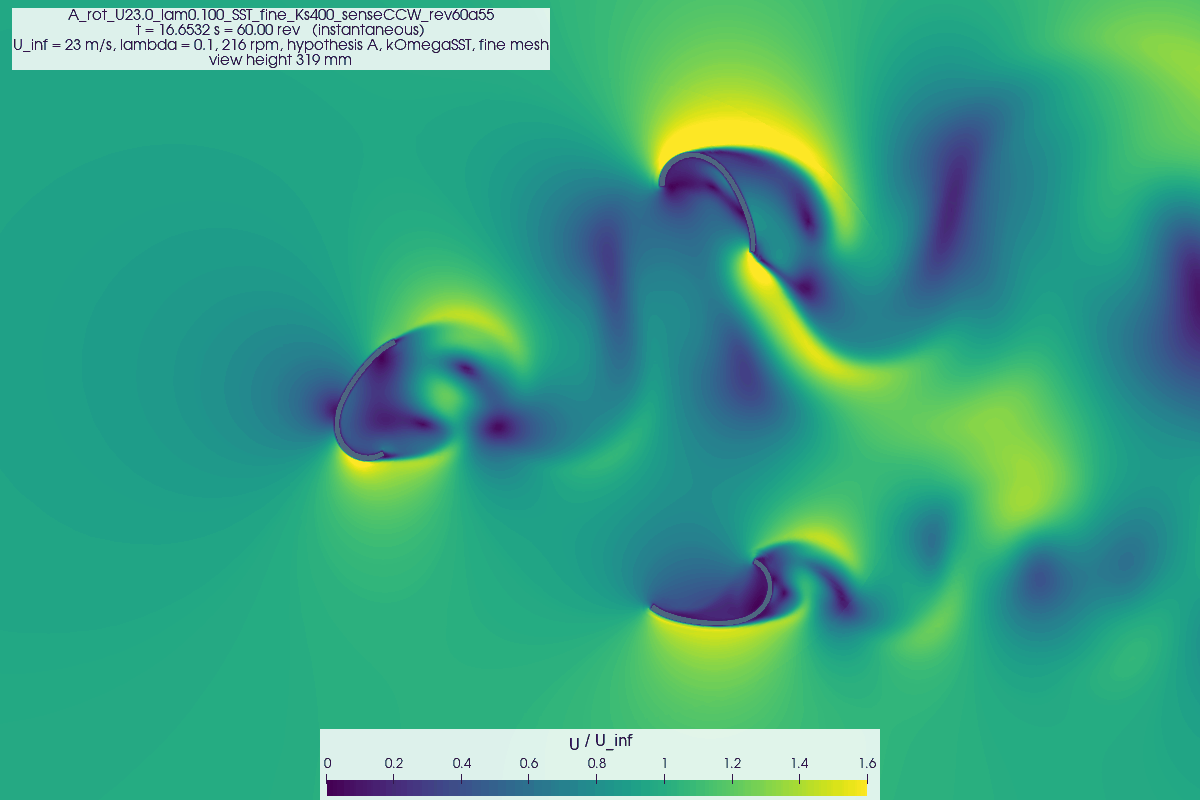 A_rot_U23.0_lam0.100_SST_fine_Ks400_senseCCW_rev60a55
t = 16.6532 s = 60.00 rev (instantaneous)
U_inf = 23 m/s, lambda = 0.1, 216 rpm, hypothesis A, kOmegaSST, fine mesh
view height 319 mm
U / U_inf
0 0.2 0.4 0.6 0.8 1 1.2 1.4 1.6